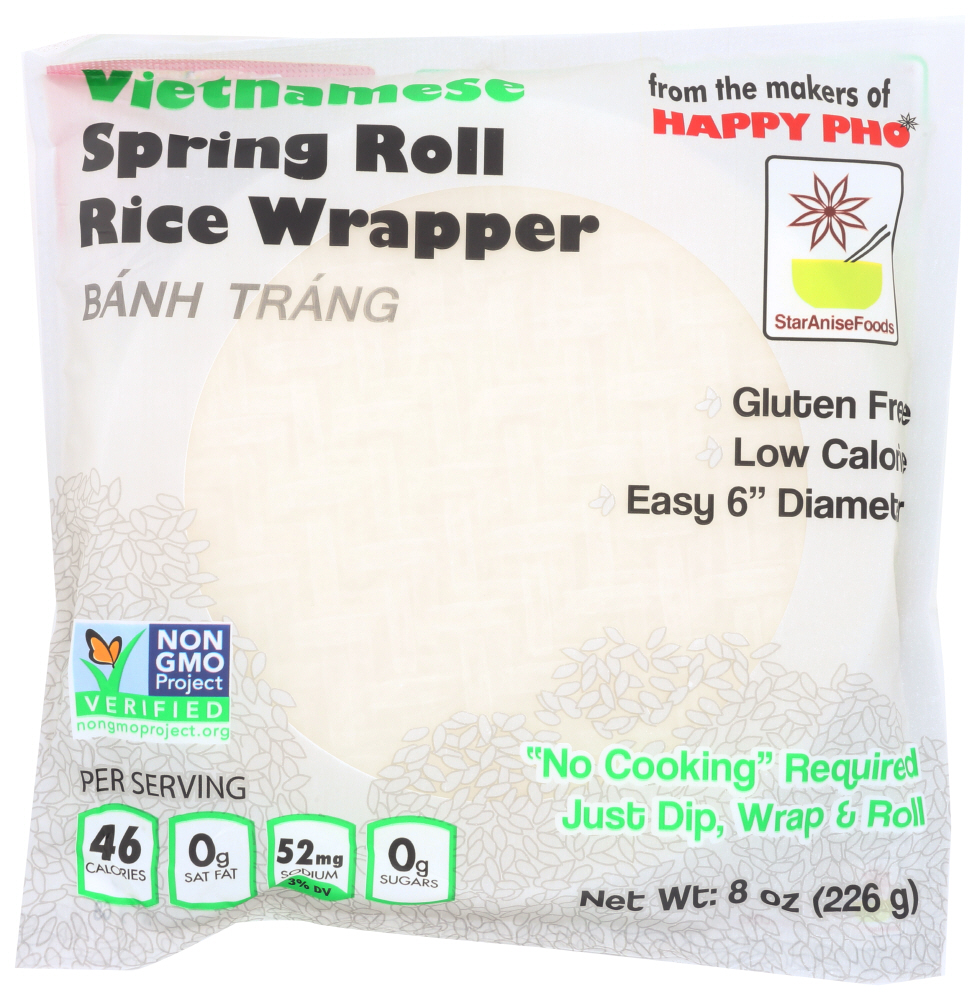 Vietnamese
Spring Roll
Rice Wrapper
BÁNH TRÁNG
from the makers of
HAPPY PHO
StarAniseFoods
Gluten Free
Low Calorie
Easy 6” Diametr
NON
GMO
Project
VERIFIED
nongmoproject.org
“No Cooking” Required
Just Dip, Wrap & Roll
PER SERVING
46
CALORIES
0g
SAT FAT
52mg
SODIUM
3% DV
0g
SUGARS
Net Wt: 8 oz (226 g)